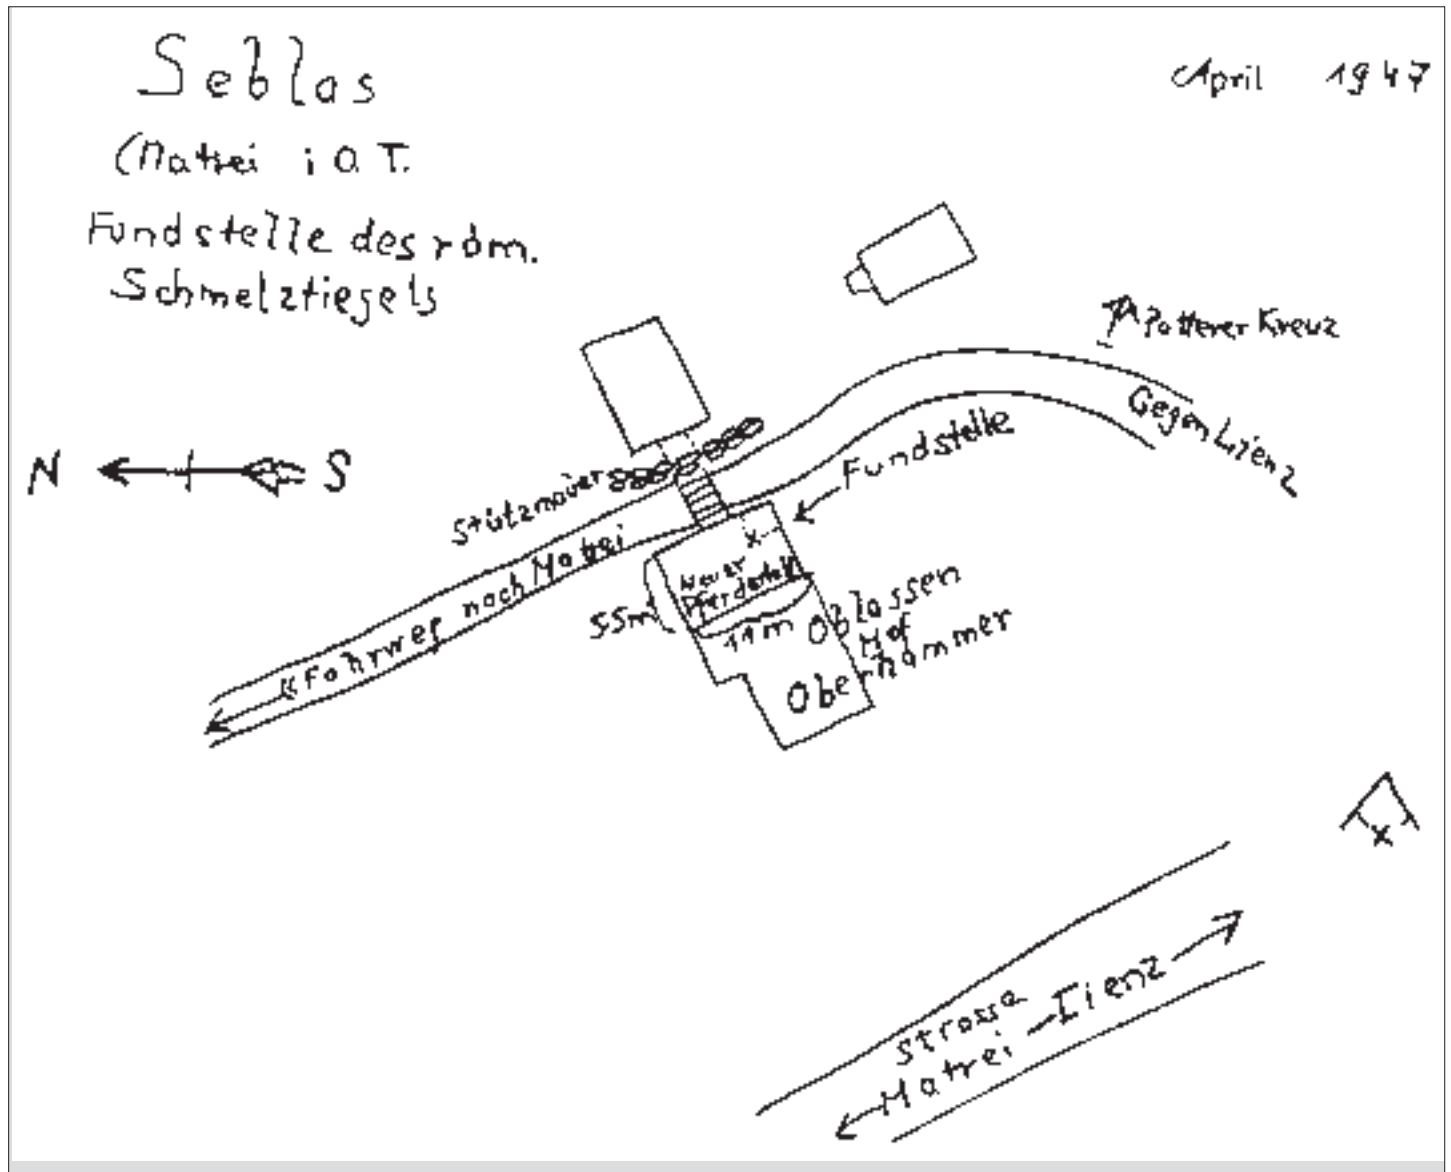 Seblas
April 1947
(Matrei i O.T.
Fundstelle des röm.
Schmelztiegels
Potterer Kreuz
Gegen Lienz
Fundstelle
N
S
Stützmauer
Fahrweg nach Matrei
x
Neuer
Pferdestall
55m
11m
Oblassen
Hof
Oberhammer
x
Strasse
Matrei - Lienz